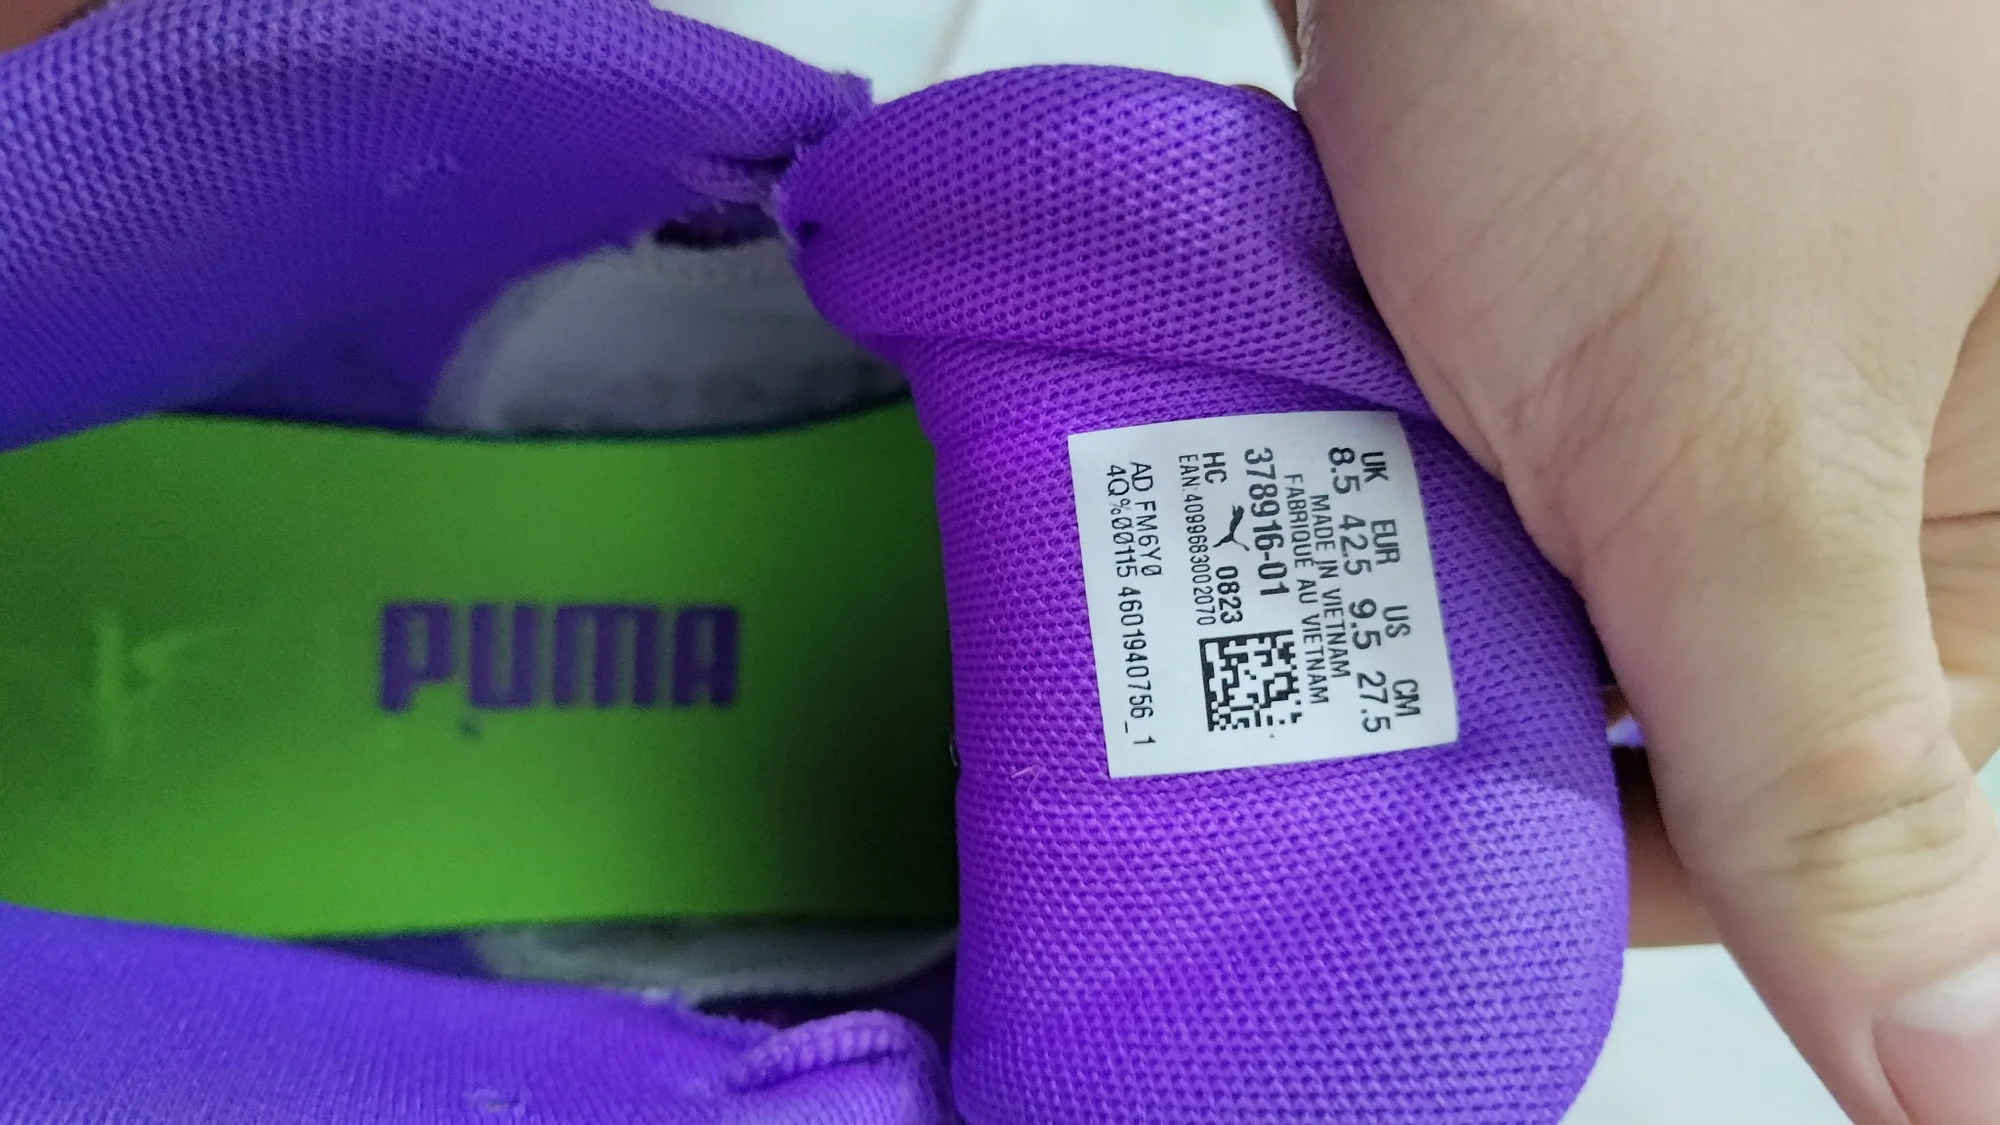 PUMA
UK EUR US CM
8.5 42.5 9.5 27.5
MADE IN VIETNAM
FABRIQUÉ AU VIETNAM
378916-01
HC 0823
EAN:4099683002070
AD FM6Y0
4Q%00115 4601940756_1